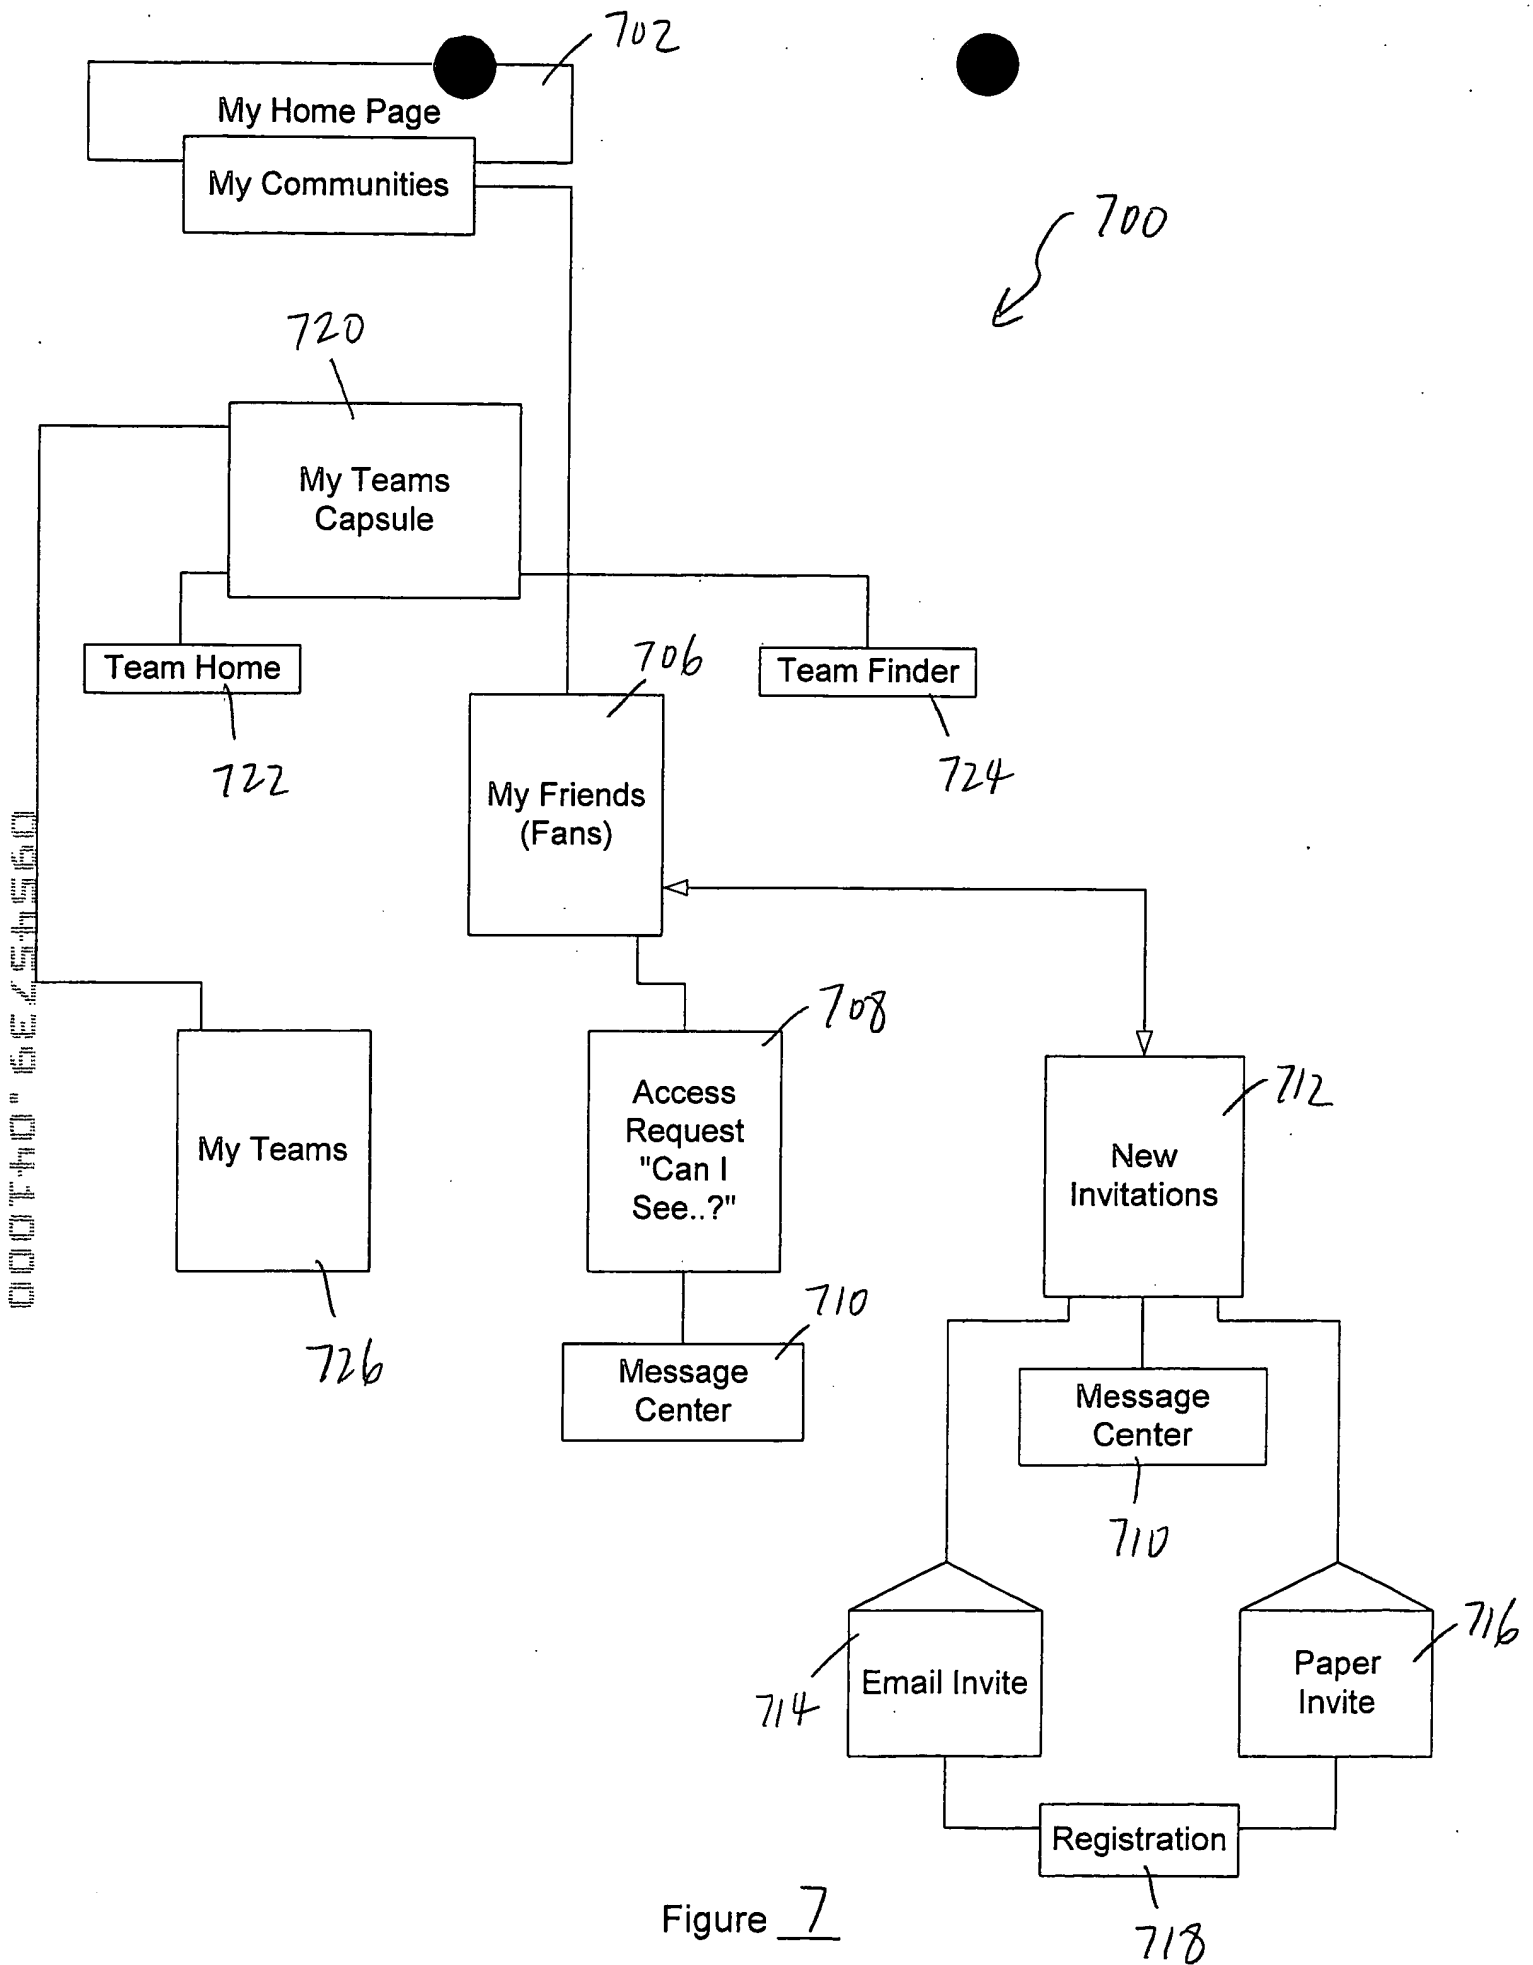 702
My Home Page
My Communities
700
720
My Teams
Capsule
Team Home
722
706
Team Finder
724
My Friends
(Fans)
09545739.041000
708
Access
Request
"Can I
See..?"
712
New
Invitations
My Teams
726
710
Message
Center
Message
Center
710
714
Email Invite
716
Paper
Invite
Registration
718
Figure 7